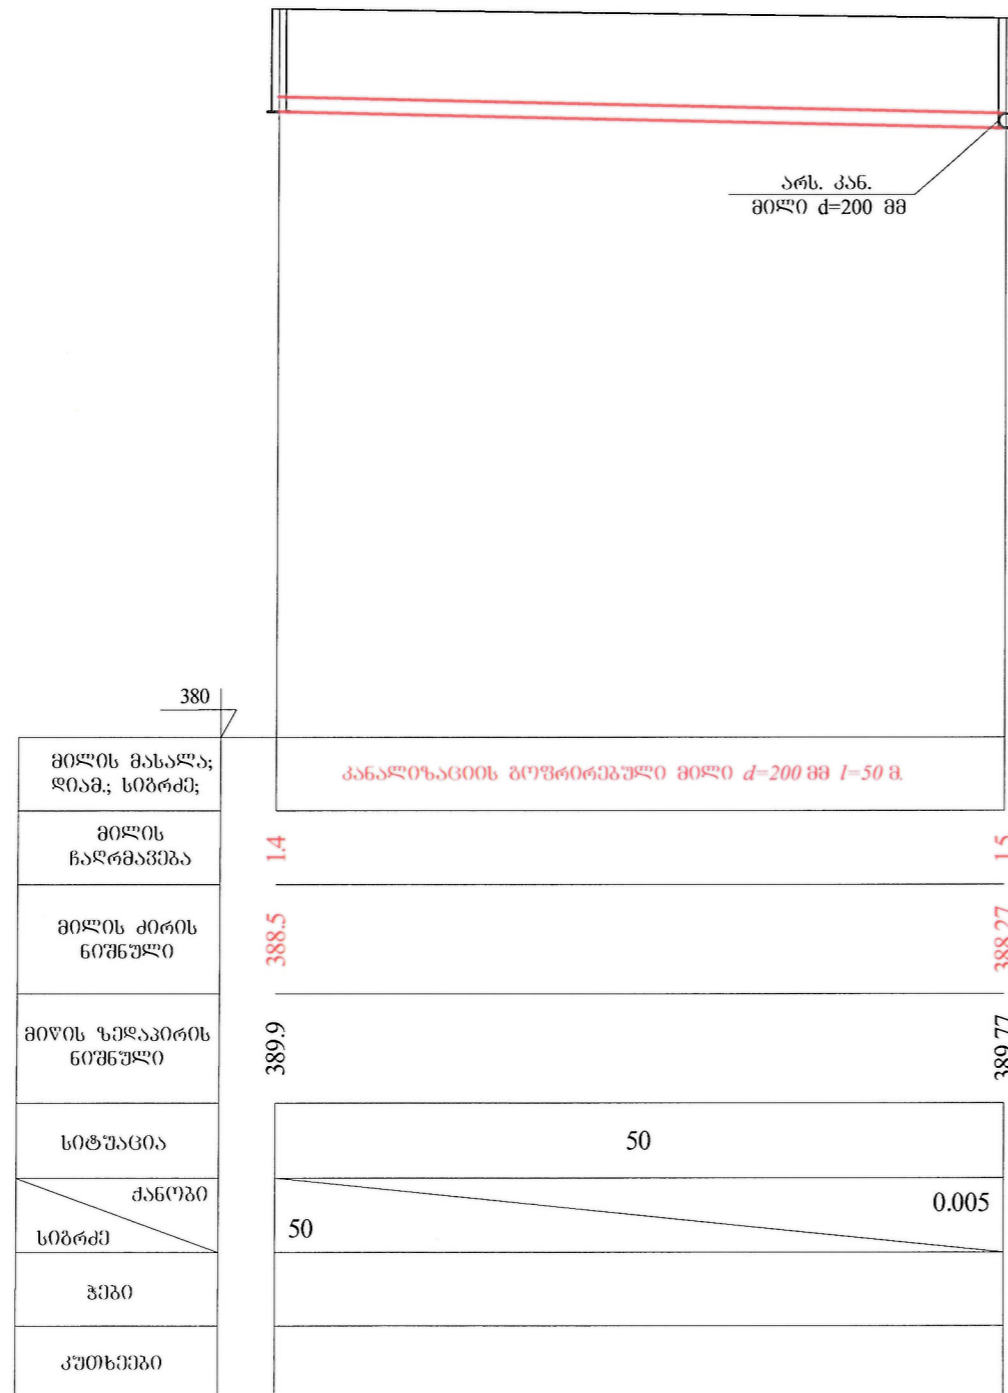 არს. კან.
მილი d=200 მმ
380
მილის მასალა;
დიამ.; სიგრძე;
კანალიზაციის გოფრირებული მილი d=200 მმ l=50 მ.
მილის
ჩაღრმავება
1.4
1.5
მილის ძირის
ნიშნული
388.5
388.27
მიწის ზედაპირის
ნიშნული
389.9
389.77
სიტუაცია
50
ქანობი
სიგრძე
0.005
50
ჭები
კუთხეები